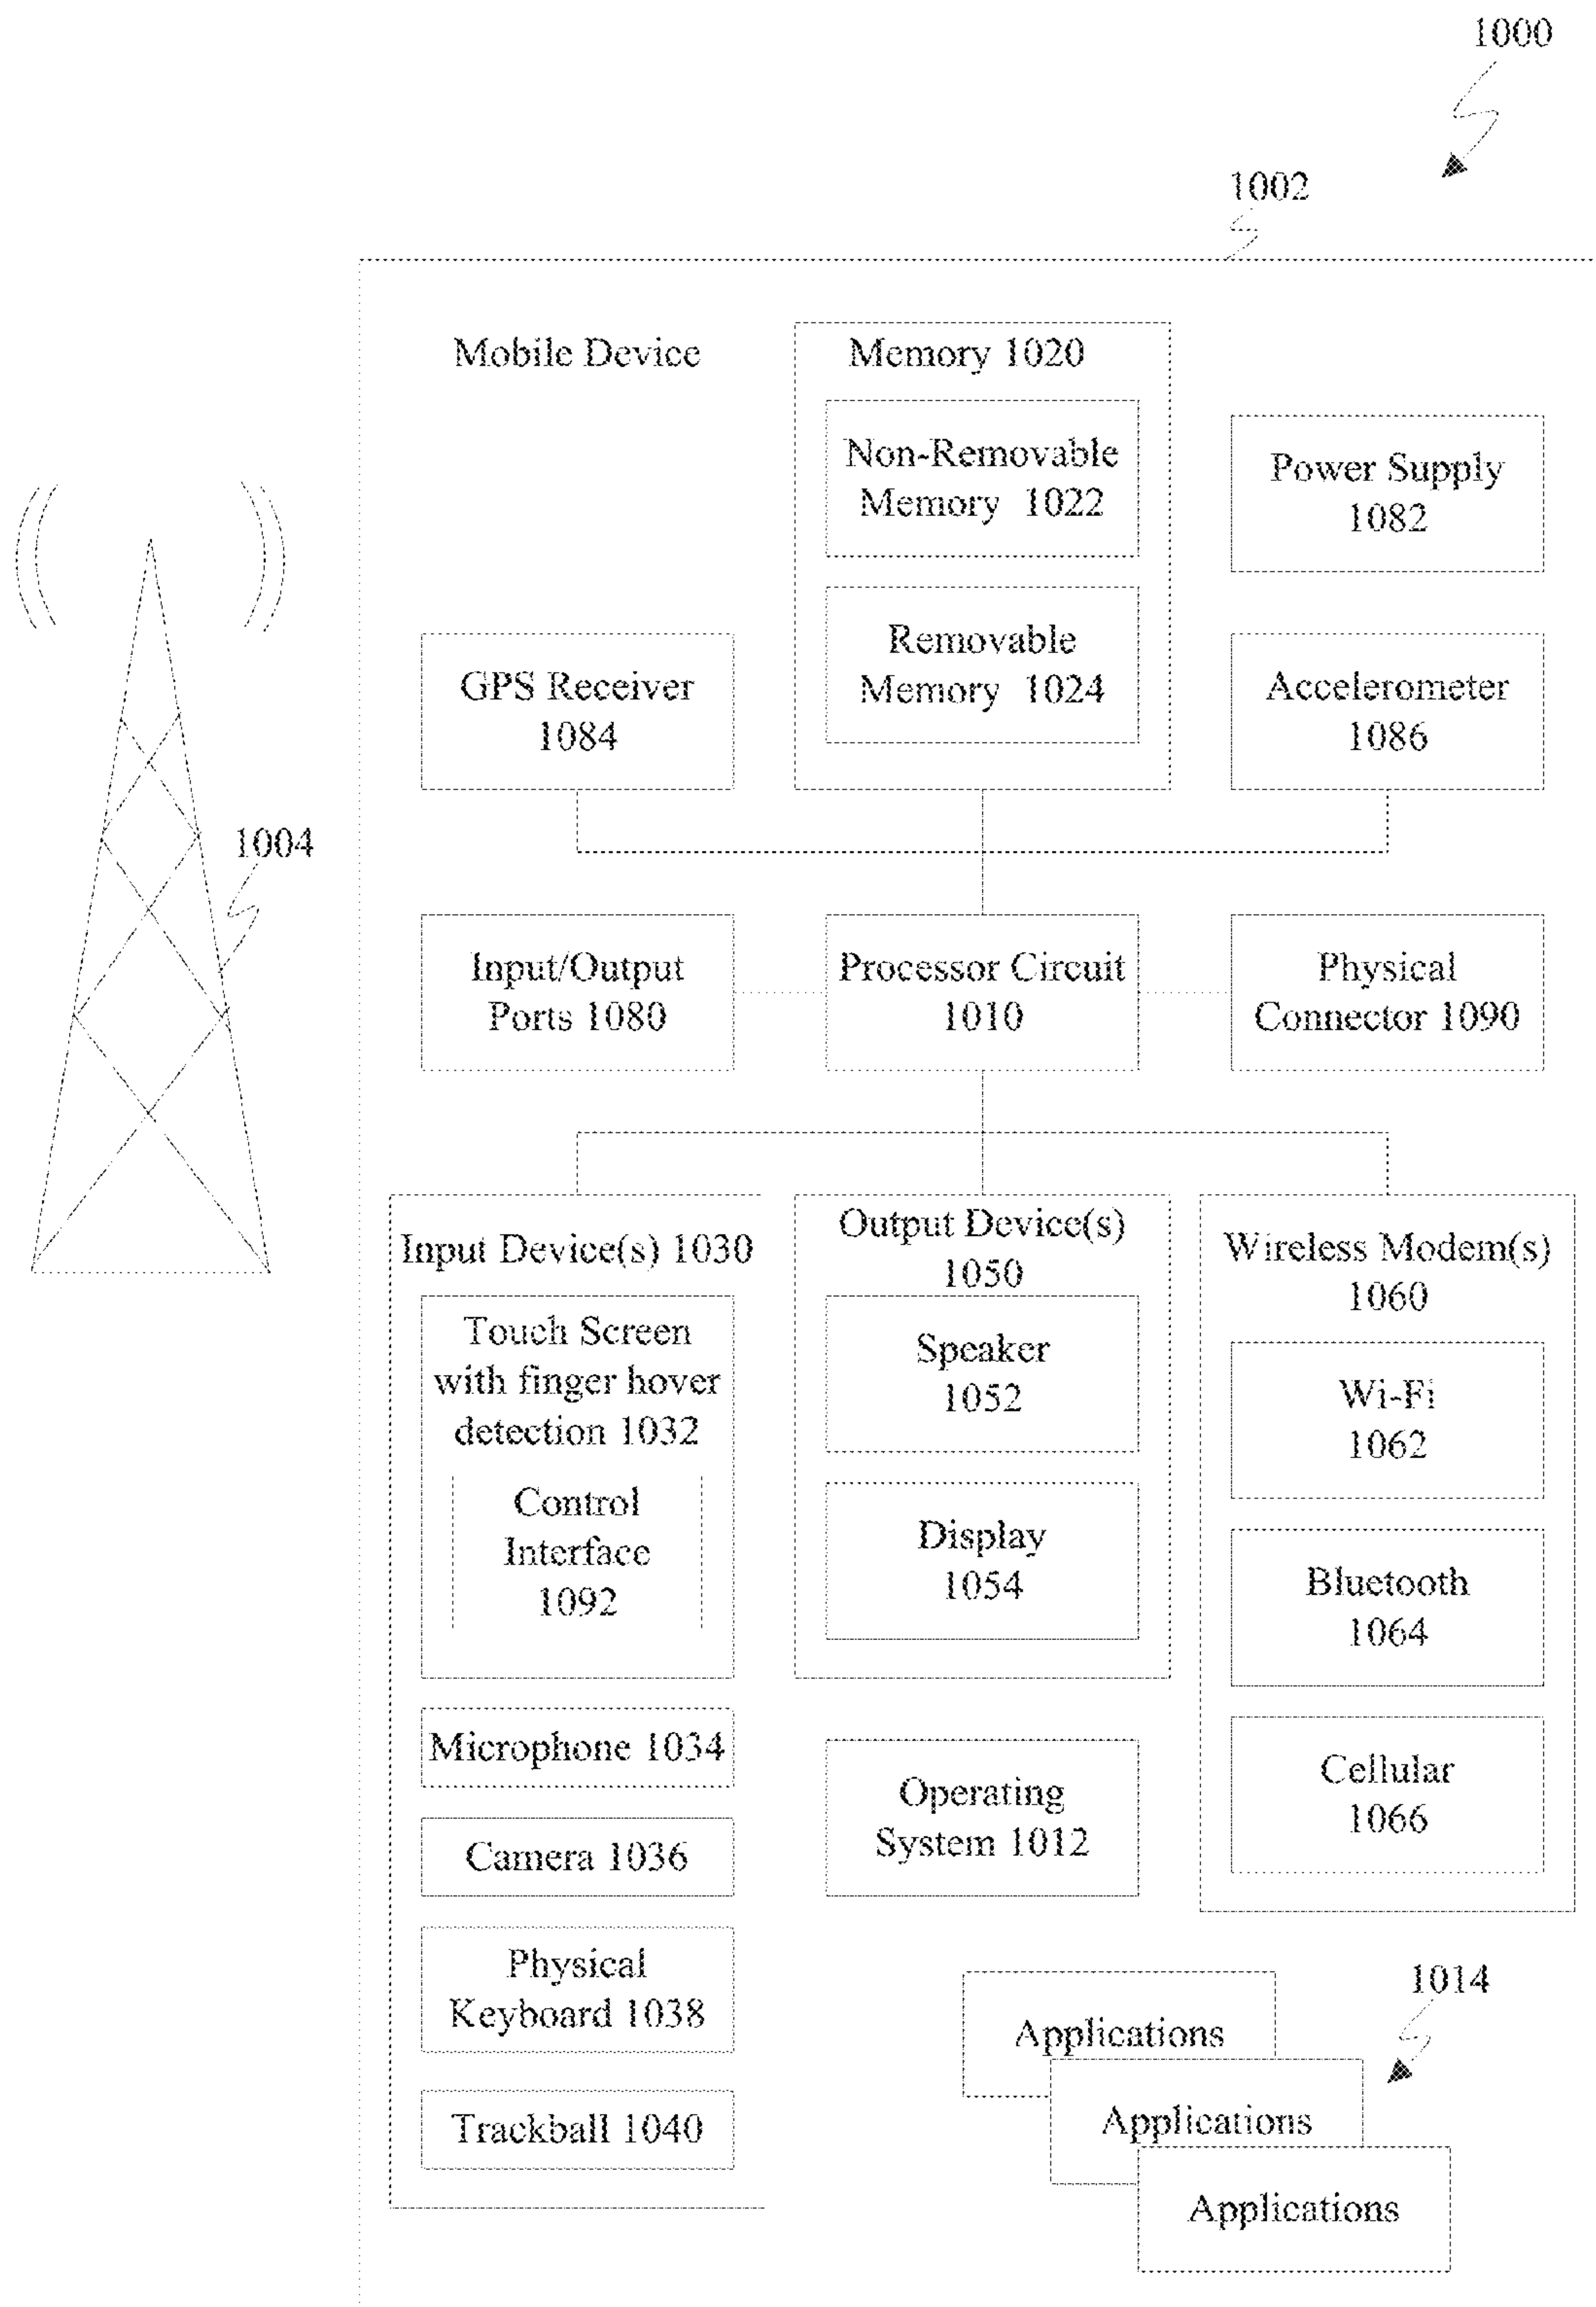 1000
1002
Mobile Device
Memory 1020
Non-Removable
Memory 1022
Power Supply
1082
Removable
Memory 1024
GPS Receiver
1084
Accelerometer
1086
1004
Input/Output
Ports 1080
Processor Circuit
1010
Physical
Connector 1090
Input Device(s) 1030
Touch Screen
with finger hover
detection 1032
Control
Interface
1092
Microphone 1034
Camera 1036
Physical
Keyboard 1038
Trackball 1040
Output Device(s)
1050
Speaker
1052
Display
1054
Operating
System 1012
Wireless Modem(s)
1060
Wi-Fi
1062
Bluetooth
1064
Cellular
1066
1014
Applications
Applications
Applications